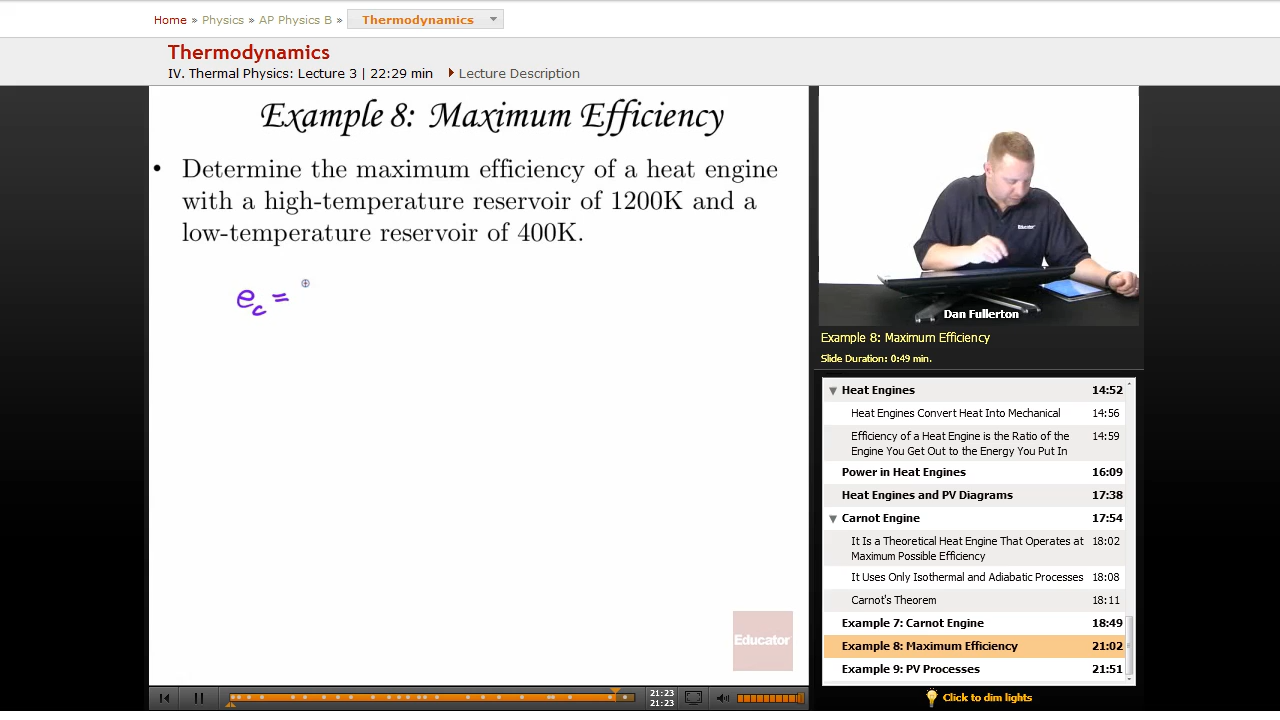 Home » Physics » AP Physics B » Thermodynamics
Thermodynamics
IV. Thermal Physics: Lecture 3 | 22:29 min Lecture Description
Example 8: Maximum Efficiency
• Determine the maximum efficiency of a heat engine
with a high-temperature reservoir of 1200K and a
low-temperature reservoir of 400K.
e_c =
Educator
Educator
Dan Fullerton
Example 8: Maximum Efficiency
Slide Duration: 0:49 min.
Heat Engines 14:52
Heat Engines Convert Heat Into Mechanical 14:56
Efficiency of a Heat Engine is the Ratio of the 14:59
Engine You Get Out to the Energy You Put In
Power in Heat Engines 16:09
Heat Engines and PV Diagrams 17:38
Carnot Engine 17:54
It Is a Theoretical Heat Engine That Operates at 18:02
Maximum Possible Efficiency
It Uses Only Isothermal and Adiabatic Processes 18:08
Carnot's Theorem 18:11
Example 7: Carnot Engine 18:49
Example 8: Maximum Efficiency 21:02
Example 9: PV Processes 21:51
21:23
21:23
Click to dim lights